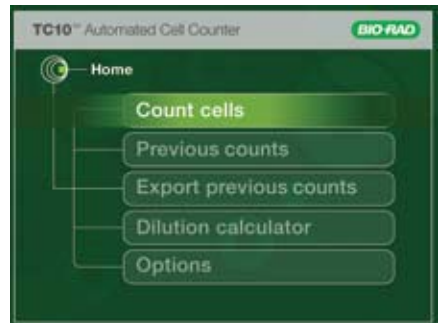 TC10™ Automated Cell Counter BIO-RAD
Home
Count cells
Previous counts
Export previous counts
Dilution calculator
Options